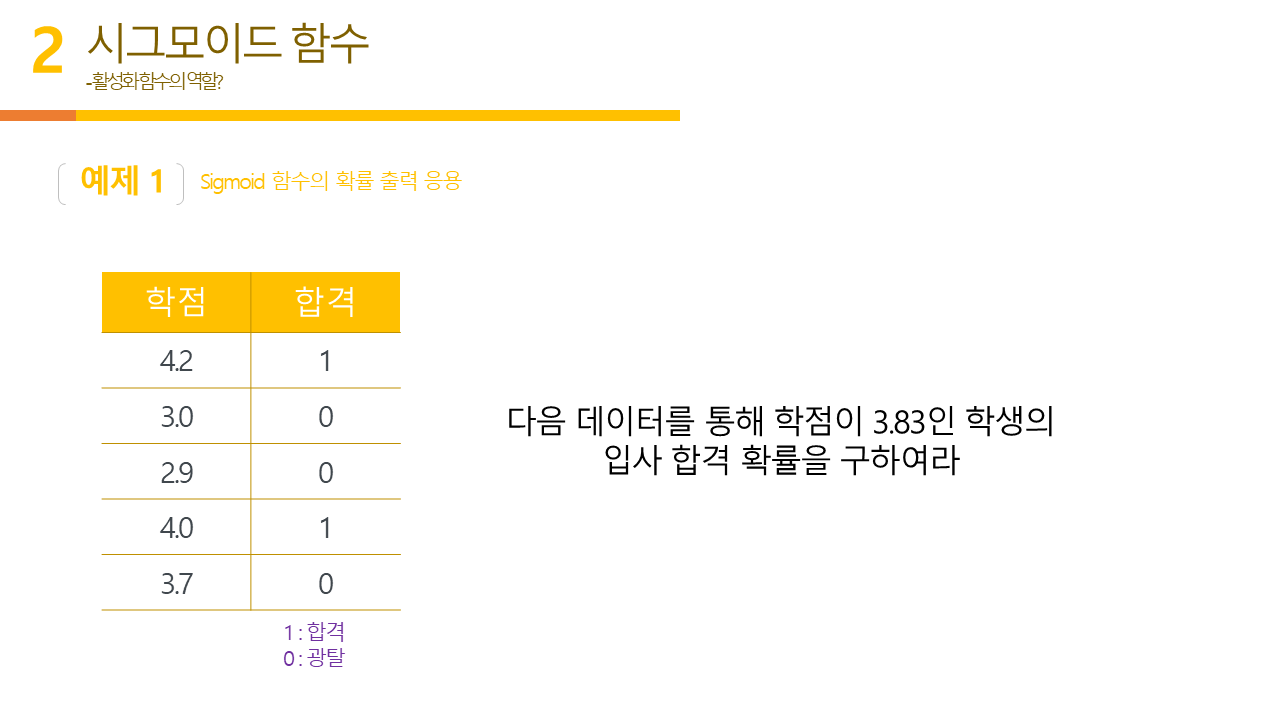 2 시그모이드 함수
-활성화함수의 역할?
예제 1 Sigmoid 함수의 확률 출력 응용
학점 합격
4.2 1
3.0 0
2.9 0
4.0 1
3.7 0
1 : 합격
0 : 광탈
다음 데이터를 통해 학점이 3.83인 학생의
입사 합격 확률을 구하여라